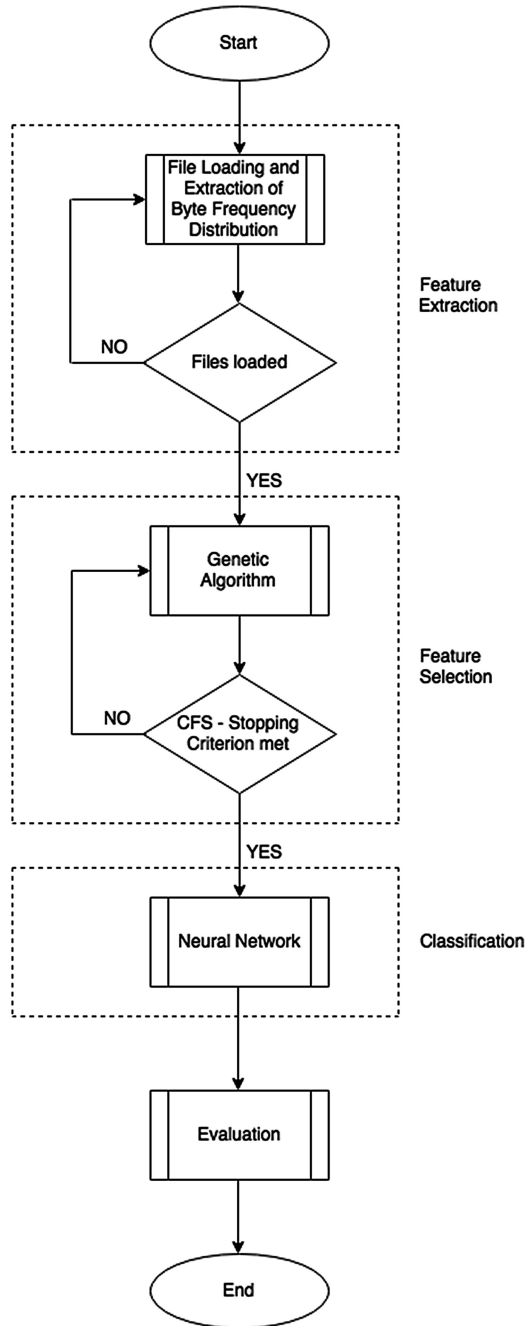 Start
File Loading and
Extraction of
Byte Frequency
Distribution
Feature
Extraction
NO
Files loaded
YES
Genetic
Algorithm
Feature
Selection
NO
CFS - Stopping
Criterion met
YES
Neural Network
Classification
Evaluation
End